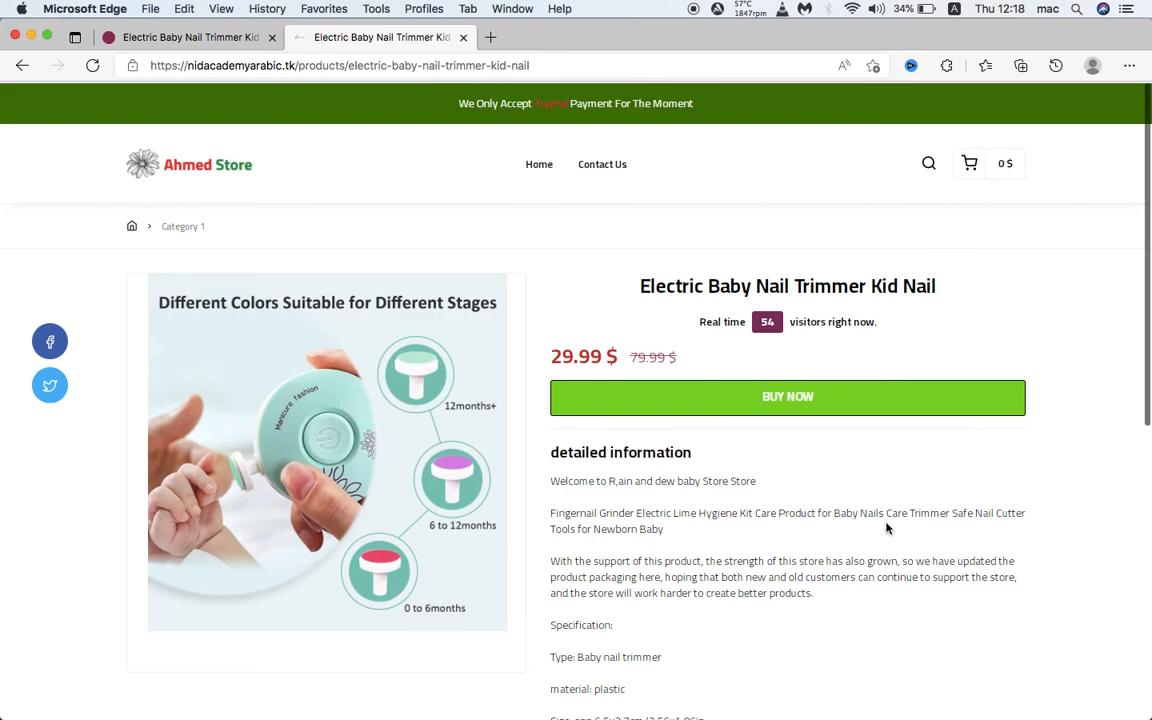 Microsoft Edge File Edit View History Favorites Tools Profiles Tab Window Help 57°C 1847rpm 34% A Thu 12:18 mac
Electric Baby Nail Trimmer Kid Electric Baby Nail Trimmer Kid
https://nidacademyarabic.tk/products/electric-baby-nail-trimmer-kid-nail
We Only Accept PayPal Payment For The Moment
Ahmed Store Home Contact Us 0 $
Category 1
Different Colors Suitable for Different Stages
Manicure fashion
12months+
6 to 12months
0 to 6months
Electric Baby Nail Trimmer Kid Nail
Real time 54 visitors right now.
29.99 $ 79.99 $
BUY NOW
detailed information
Welcome to R,ain and dew baby Store Store
Fingernail Grinder Electric Lime Hygiene Kit Care Product for Baby Nails Care Trimmer Safe Nail Cutter
Tools for Newborn Baby
With the support of this product, the strength of this store has also grown, so we have updated the
product packaging here, hoping that both new and old customers can continue to support the store,
and the store will work harder to create better products.
Specification:
Type: Baby nail trimmer
material: plastic